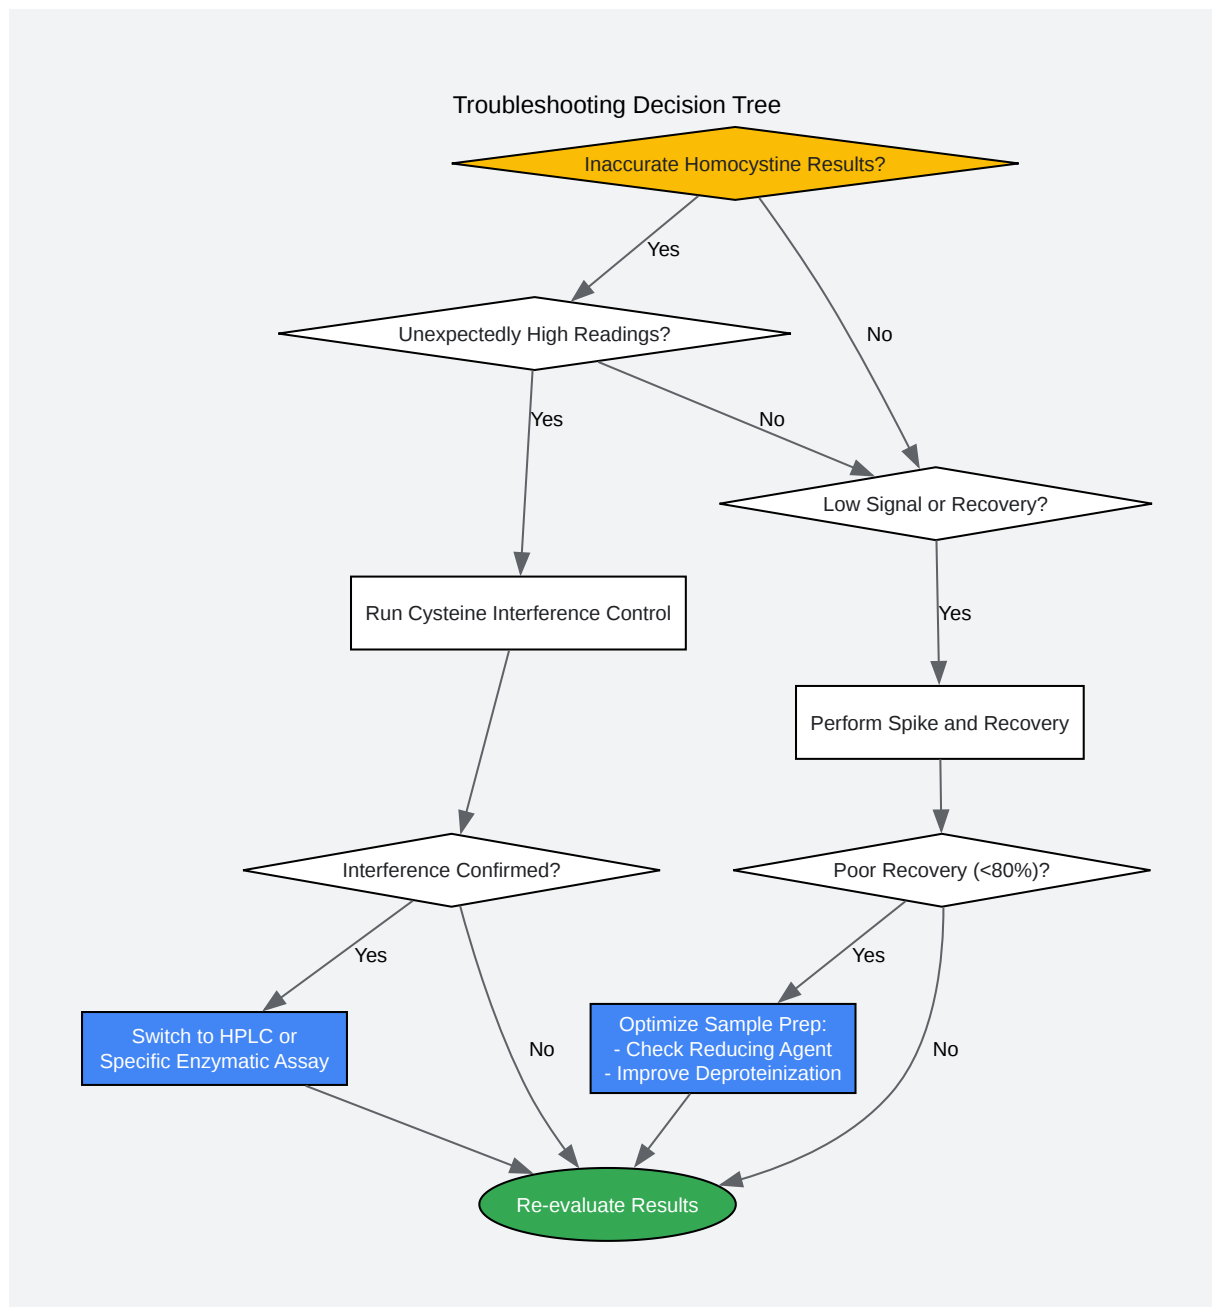 Troubleshooting Decision Tree
Inaccurate Homocystine Results?
Yes
Unexpectedly High Readings?
No
Yes
No
Low Signal or Recovery?
Run Cysteine Interference Control
Yes
Perform Spike and Recovery
Interference Confirmed?
Poor Recovery (<80%)?
Yes
Yes
Switch to HPLC or
Specific Enzymatic Assay
No
Optimize Sample Prep:
- Check Reducing Agent
- Improve Deproteinization
No
Re-evaluate Results